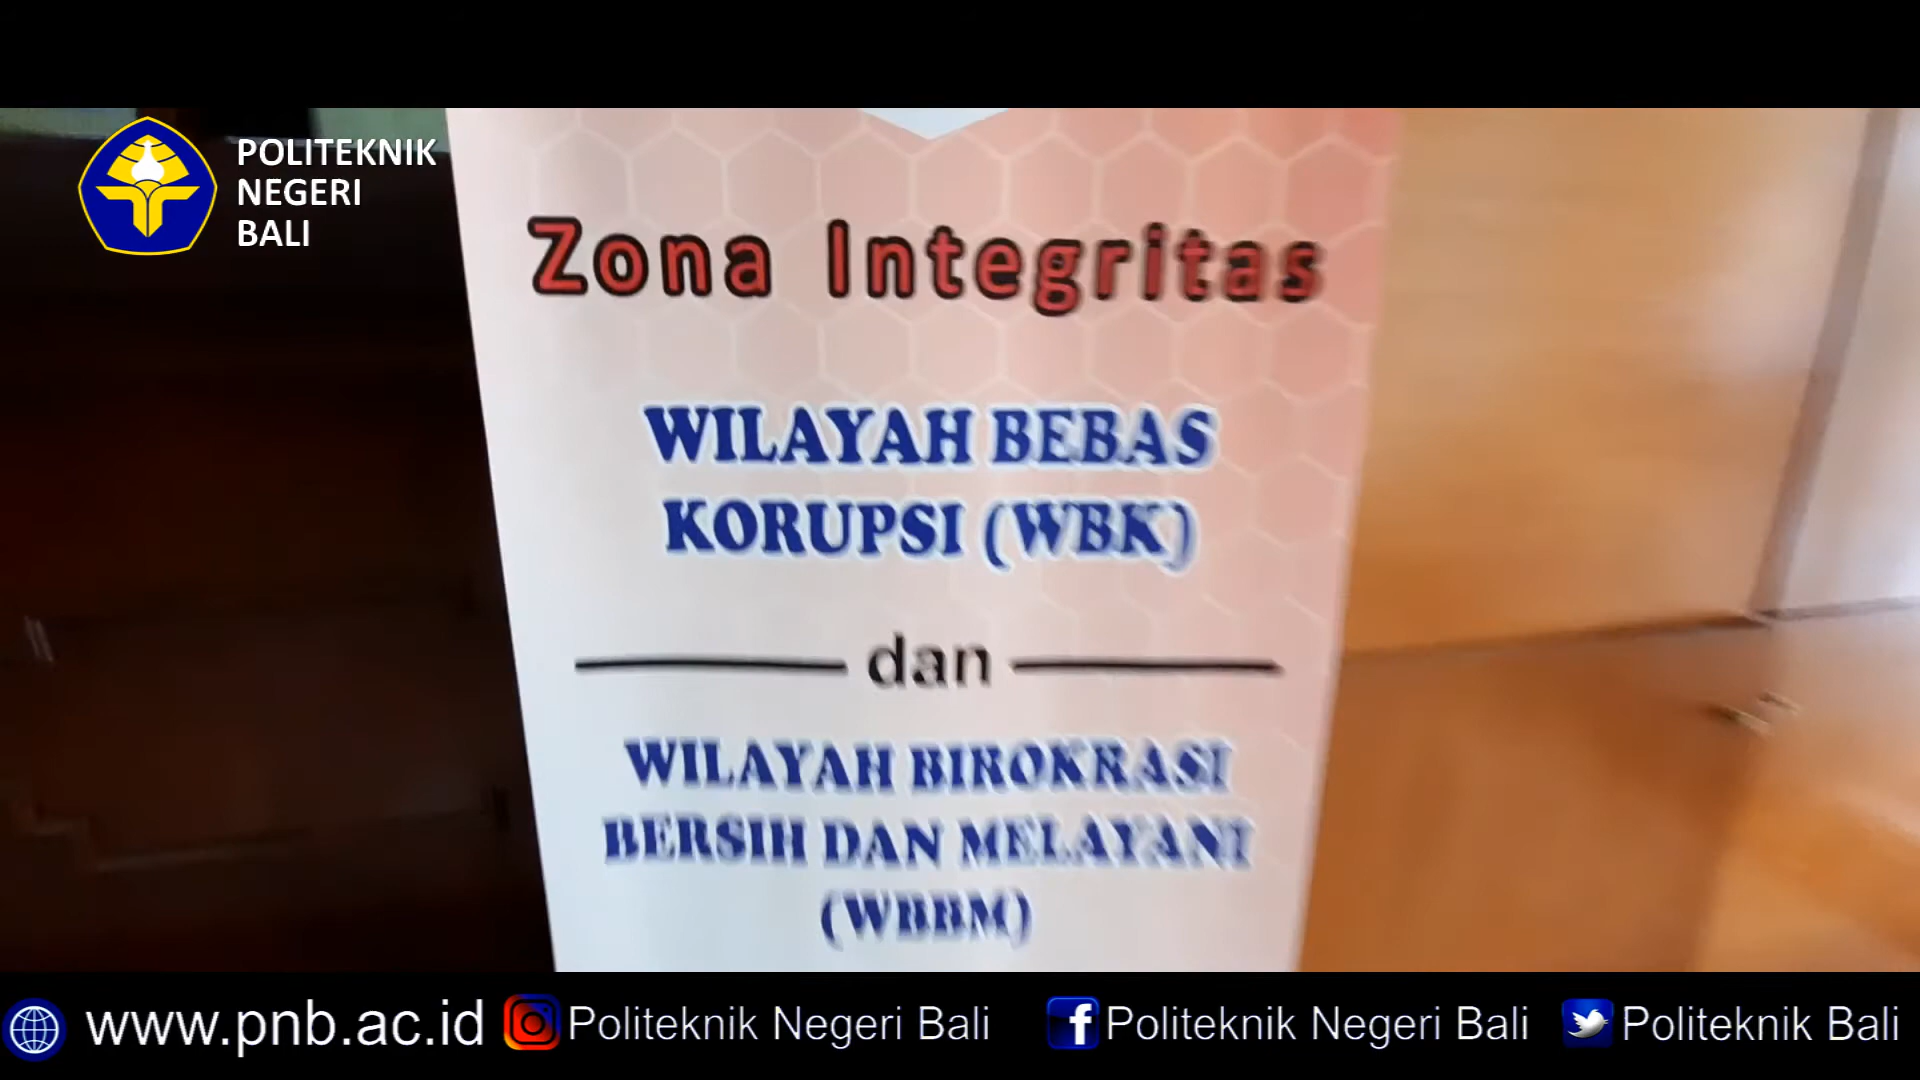 POLITEKNIK
NEGERI
BALI
Zona Integritas
WILAYAH BEBAS
KORUPSI (WBK)
dan
WILAYAH BIROKRASI
BERSIH DAN MELAYANI
(WBBM)
www.pnb.ac.id Politeknik Negeri Bali Politeknik Negeri Bali Politeknik Bali